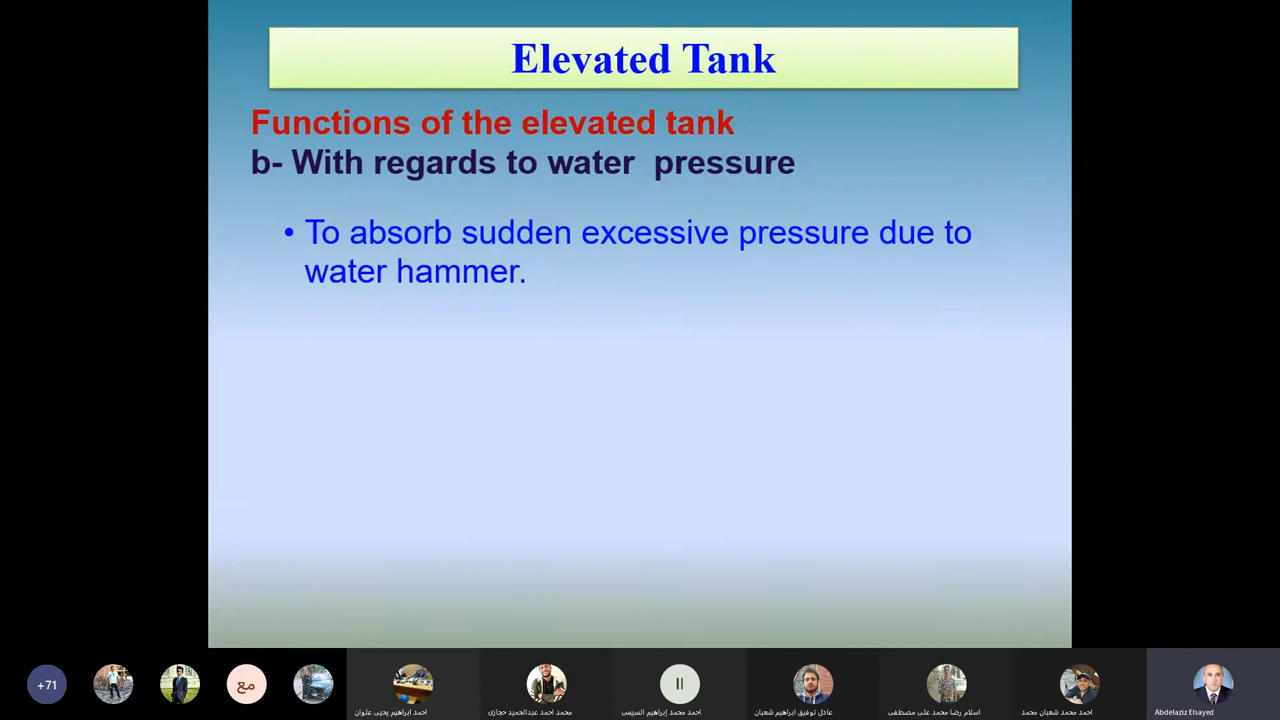 Elevated Tank
Functions of the elevated tank
b- With regards to water pressure
• To absorb sudden excessive pressure due to
water hammer.
+71
مع
احمد ابراهيم يحيى علوان
محمد احمد عبدالحميد حجازى
احمد محمد إبراهيم السيسى
عادل توفيق ابراهيم شعبان
اسلام رضا محمد على مصطفى
احمد محمد شعبان محمد
Abdelaziz Elsayed